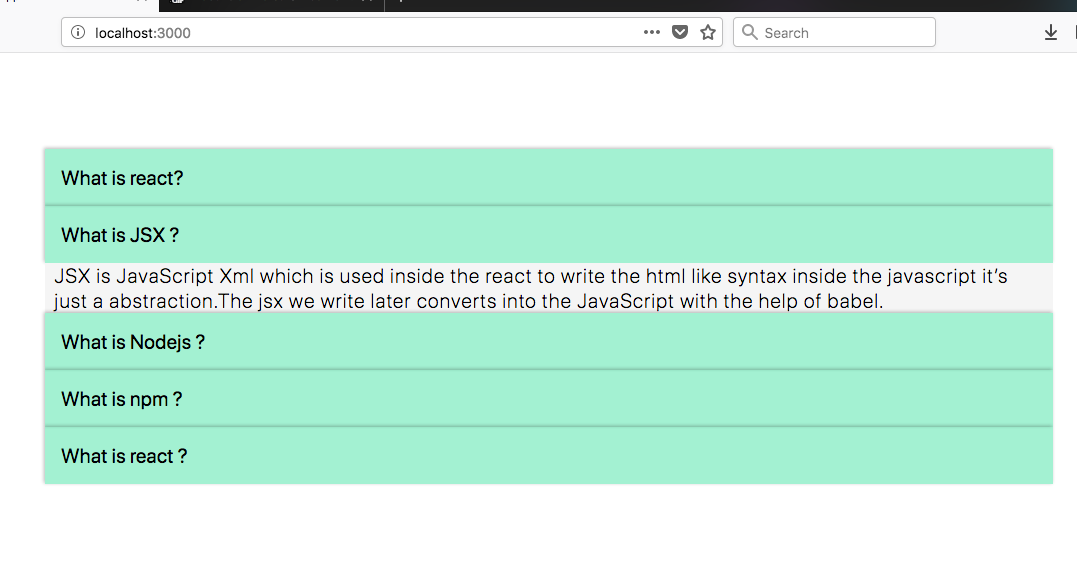 localhost:3000
Search
What is react?
What is JSX ?
JSX is JavaScript Xml which is used inside the react to write the html like syntax inside the javascript it’s
just a abstraction.The jsx we write later converts into the JavaScript with the help of babel.
What is Nodejs ?
What is npm ?
What is react ?